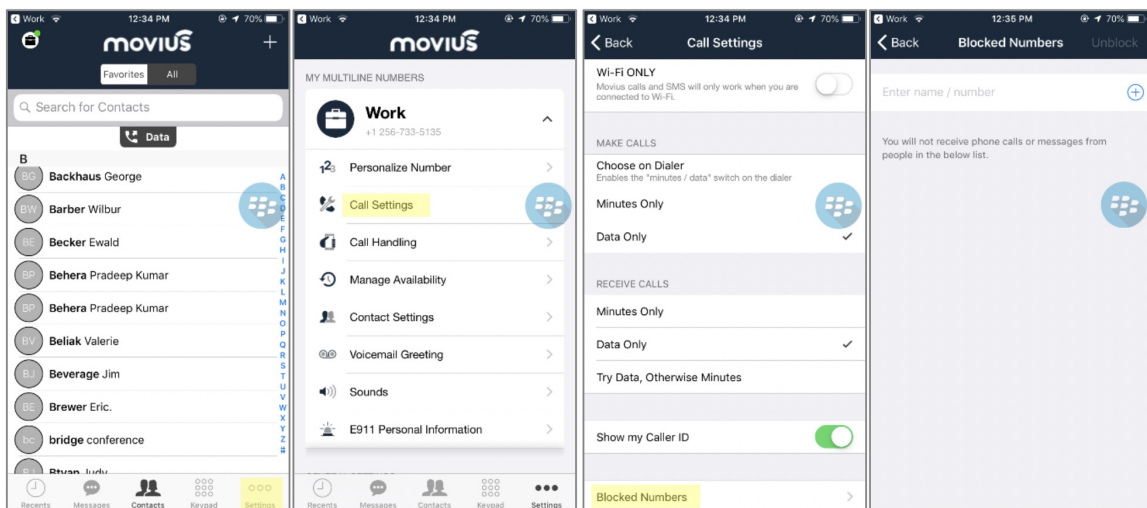 Work 12:34 PM 70%
movius
+
Favorites All
Search for Contacts
Data
B
BG Backhaus George
BW Barber Wilbur
BE Becker Ewald
BP Behera Pradeep Kumar
BP Behera Pradeep Kumar
BV Beliak Valerie
BJ Beverage Jim
BE Brewer Eric.
bc bridge conference
BJ Btyan Judy
A
B
C
D
E
F
G
H
I
J
K
L
M
N
O
P
Q
R
S
T
U
V
W
X
Y
Z
#
Recents Messages Contacts Keypad Settings
Work 12:34 PM 70%
movius
MY MULTILINE NUMBERS
Work
+1 256-733-5135
123 Personalize Number
Call Settings
Call Handling
Manage Availability
Contact Settings
Voicemail Greeting
Sounds
E911 Personal Information
GENERAL SETTINGS
Recents Messages Contacts Keypad Settings
Work 12:34 PM 70%
Back Call Settings
Wi-Fi ONLY
Movius calls and SMS will only work when you are
connected to Wi-Fi.
MAKE CALLS
Choose on Dialer
Enables the "minutes / data" switch on the dialer
Minutes Only
Data Only
RECEIVE CALLS
Minutes Only
Data Only
Try Data, Otherwise Minutes
Show my Caller ID
Blocked Numbers
Work 12:35 PM 70%
Back Blocked Numbers Unblock
Enter name / number
You will not receive phone calls or messages from
people in the below list.